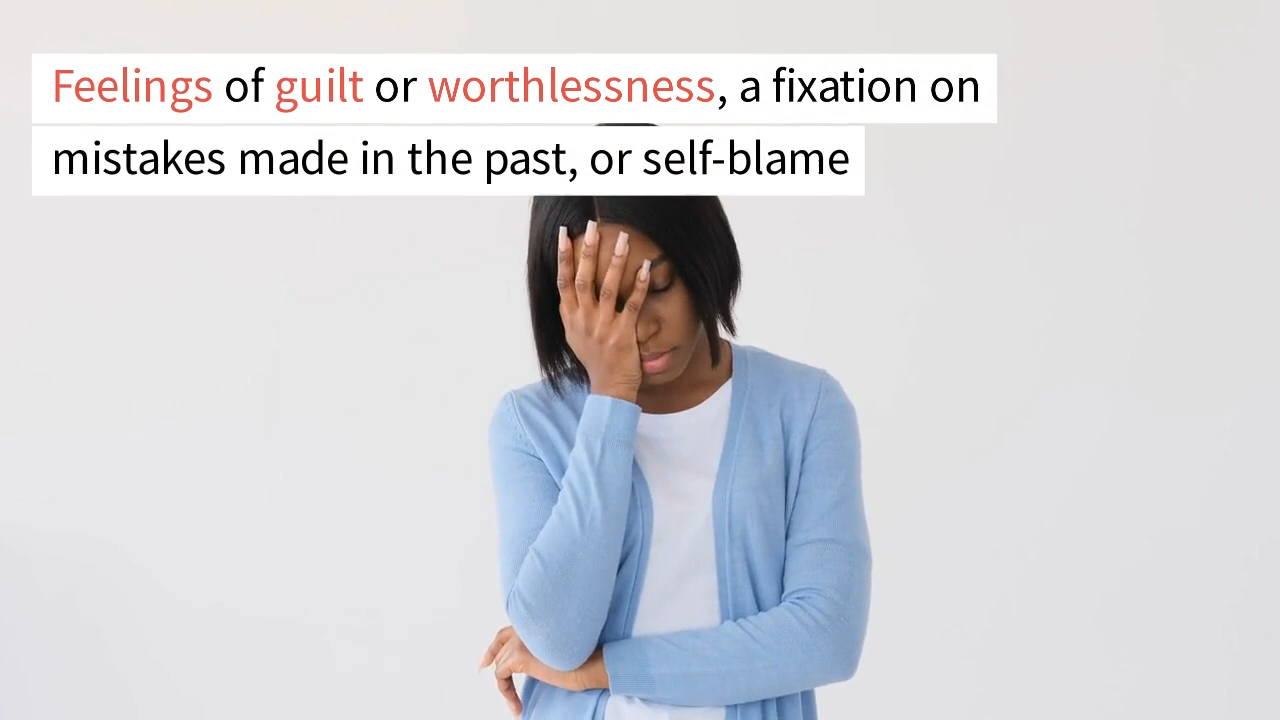 Feelings of guilt or worthlessness, a fixation on
mistakes made in the past, or self-blame